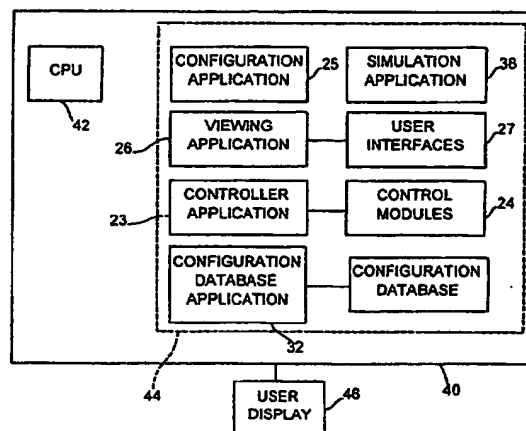 CPU
42
CONFIGURATION
APPLICATION
25
SIMULATION
APPLICATION
38
26
VIEWING
APPLICATION
USER
INTERFACES
27
23
CONTROLLER
APPLICATION
CONTROL
MODULES
24
CONFIGURATION
DATABASE
APPLICATION
CONFIGURATION
DATABASE
32
44
40
USER
DISPLAY
46